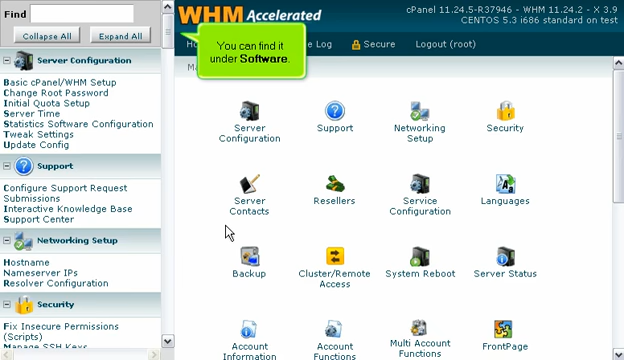 Find
Collapse All
Expand All
Server Configuration
Basic cPanel/WHM Setup
Change Root Password
Initial Quota Setup
Server Time
Statistics Software Configuration
Tweak Settings
Update Config
Support
Configure Support Request
Submissions
Interactive Knowledge Base
Support Center
Networking Setup
Hostname
Nameserver IPs
Resolver Configuration
Security
Fix Insecure Permissions
(Scripts)
Manage SSH Keys
WHM Accelerated
cPanel 11.24.5-R37946 - WHM 11.24.2 - X 3.9
CENTOS 5.3 i686 standard on test
Log
Secure
Logout (root)
You can find it
under Software.
Server
Configuration
Support
Networking
Setup
Security
Server
Contacts
Resellers
Service
Configuration
Languages
Backup
Cluster/Remote
Access
System Reboot
Server Status
Account
Information
Account
Functions
Multi Account
Functions
FrontPage